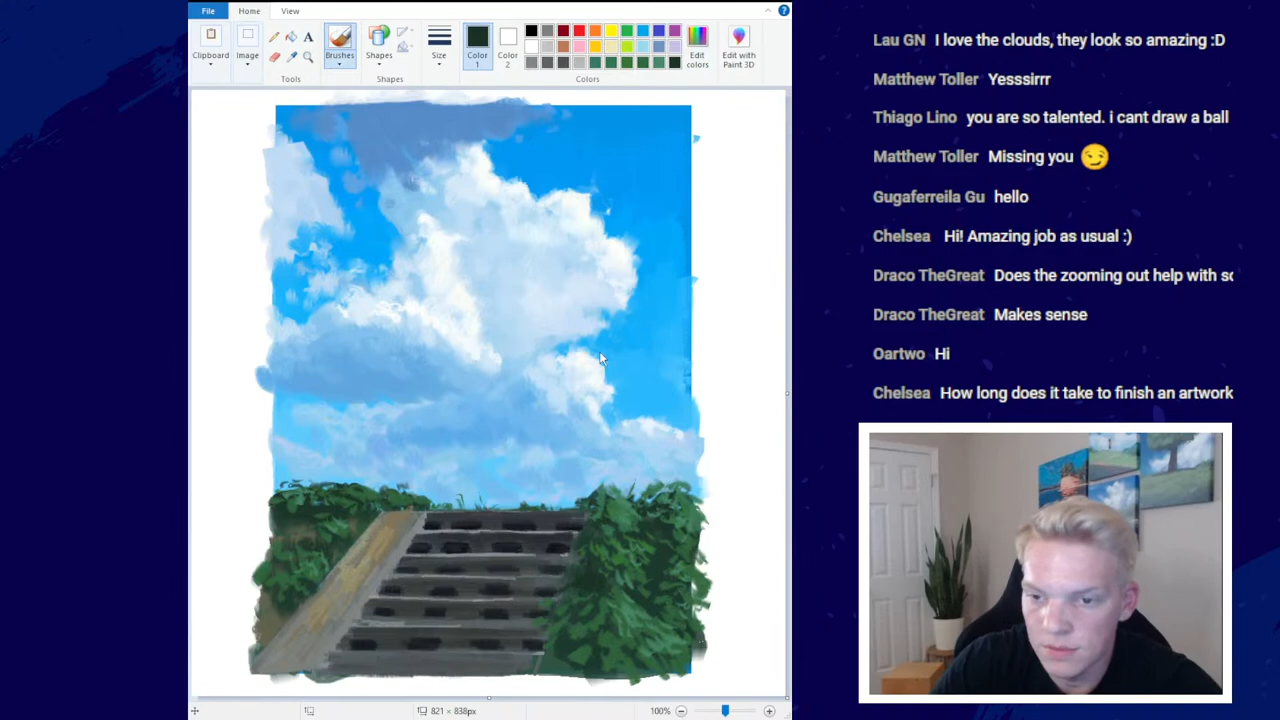 File
Home
View
Clipboard
Image
A
Tools
Brushes
Shapes
Shapes
Size
Color
1
Color
2
Edit
colors
Edit with
Paint 3D
Colors
821 × 838px
100%
Lau GN I love the clouds, they look so amazing :D
Matthew Toller Yesssirrr
Thiago Lino you are so talented. i cant draw a ball
Matthew Toller Missing you 😏
Gugaferreila Gu hello
Chelsea Hi! Amazing job as usual :)
Draco TheGreat Does the zooming out help with
Draco TheGreat Makes sense
Oartwo Hi
Chelsea How long does it take to finish an artwork